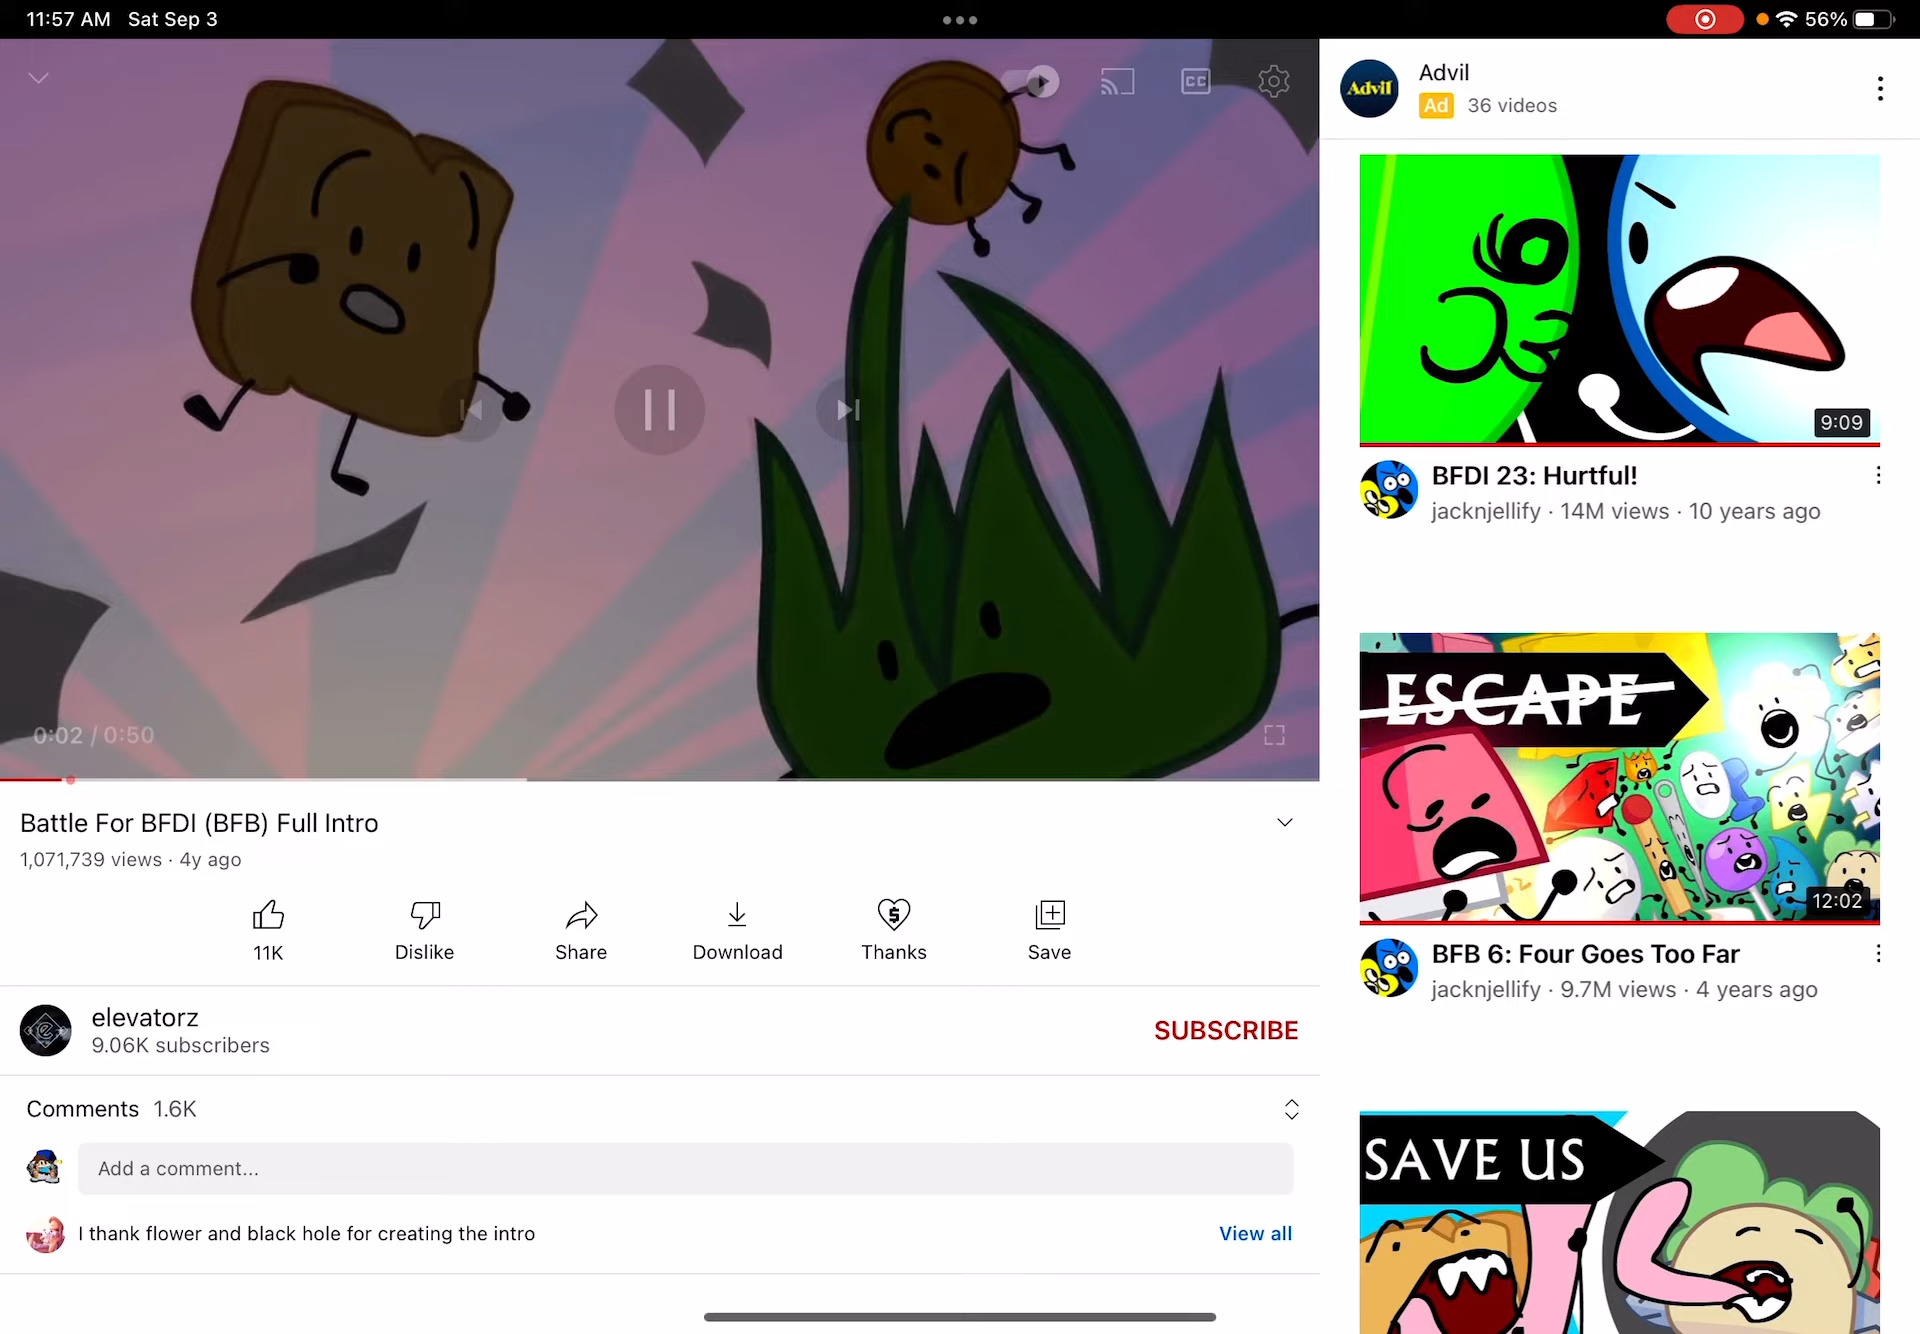 11:57 AM Sat Sep 3
56%
CC
0:02 / 0:50
Battle For BFDI (BFB) Full Intro
1,071,739 views · 4y ago
11K
Dislike
Share
Download
Thanks
Save
elevatorz
9.06K subscribers
SUBSCRIBE
Comments 1.6K
Add a comment...
I thank flower and black hole for creating the intro
View all
Advil
Advil
Ad 36 videos
9:09
BFDI 23: Hurtful!
jacknjellify · 14M views · 10 years ago
ESCAPE
12:02
BFB 6: Four Goes Too Far
jacknjellify · 9.7M views · 4 years ago
SAVE US